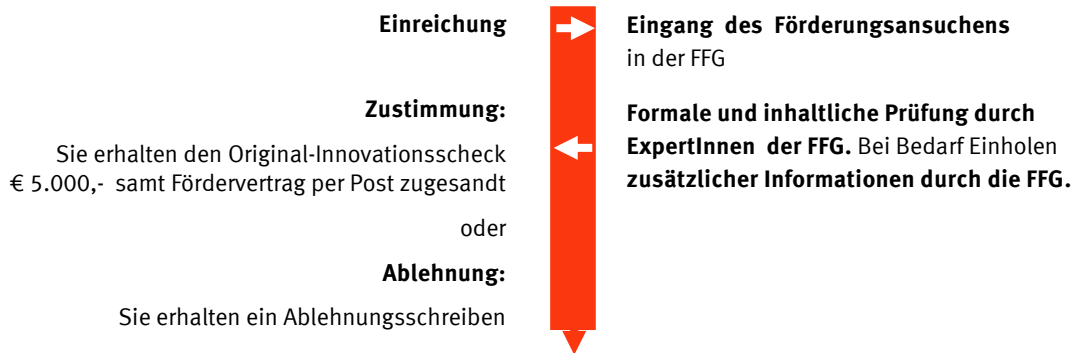 Einreichung
Eingang des Förderungsansuchens
in der FFG
Zustimmung:
Sie erhalten den Original-Innovationsscheck
€ 5.000,- samt Fördervertrag per Post zugesandt
oder
Ablehnung:
Sie erhalten ein Ablehnungsschreiben
Formale und inhaltliche Prüfung durch
ExpertInnen der FFG. Bei Bedarf Einholen
zusätzlicher Informationen durch die FFG.